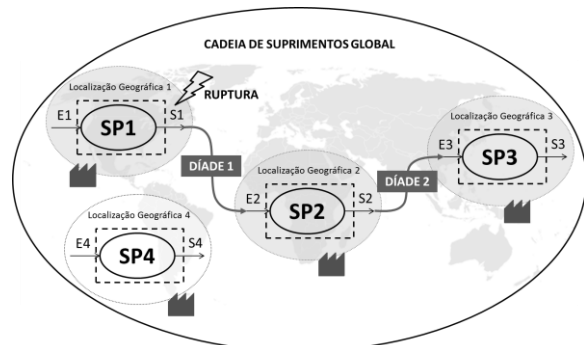 CADEIA DE SUPRIMENTOS GLOBAL
Localização Geográfica 1
RUPTURA
E1
SP1
S1
DÍADE 1
Localização Geográfica 2
E2
SP2
S2
DÍADE 2
Localização Geográfica 3
E3
SP3
S3
Localização Geográfica 4
E4
SP4
S4